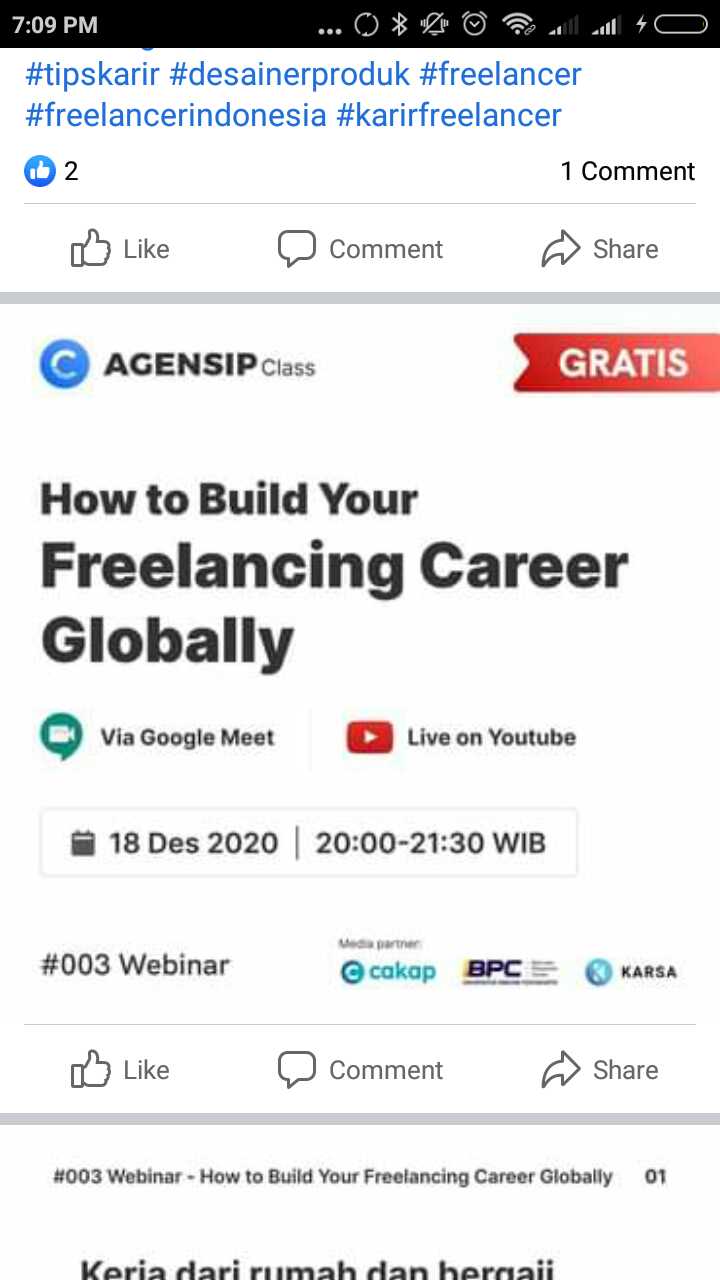 7:09 PM
#tipskarir #desainerproduk #freelancer
#freelancerindonesia #karirfreelancer
2
1 Comment
Like Comment Share
AGENSIP Class
GRATIS
How to Build Your
Freelancing Career
Globally
Via Google Meet
Live on Youtube
18 Des 2020 | 20:00-21:30 WIB
#003 Webinar
Media partner:
cakap BPC KARSA
Like Comment Share
#003 Webinar - How to Build Your Freelancing Career Globally 01
Kerja dari rumah dan bergaji